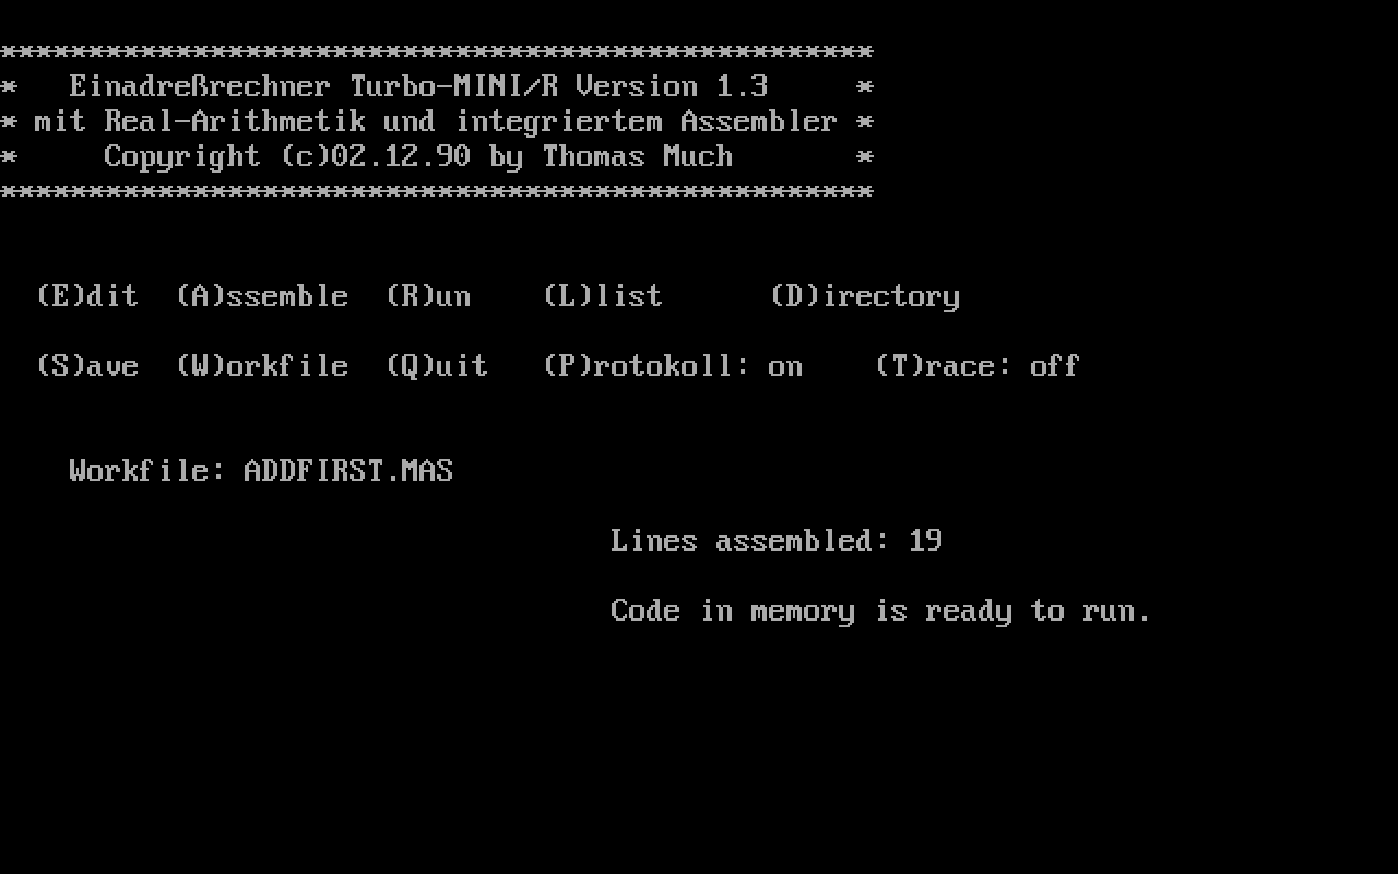 **************************************************
*   Einadreßrechner Turbo-MINI/R Version 1.3     *
* mit Real-Arithmetik und integriertem Assembler *
*     Copyright (c)02.12.90 by Thomas Much       *
**************************************************
(E)dit  (A)ssemble  (R)un    (L)list      (D)irectory
(S)ave  (W)orkfile  (Q)uit   (P)rotokoll: on    (T)race: off
Workfile: ADDFIRST.MAS
Lines assembled: 19
Code in memory is ready to run.